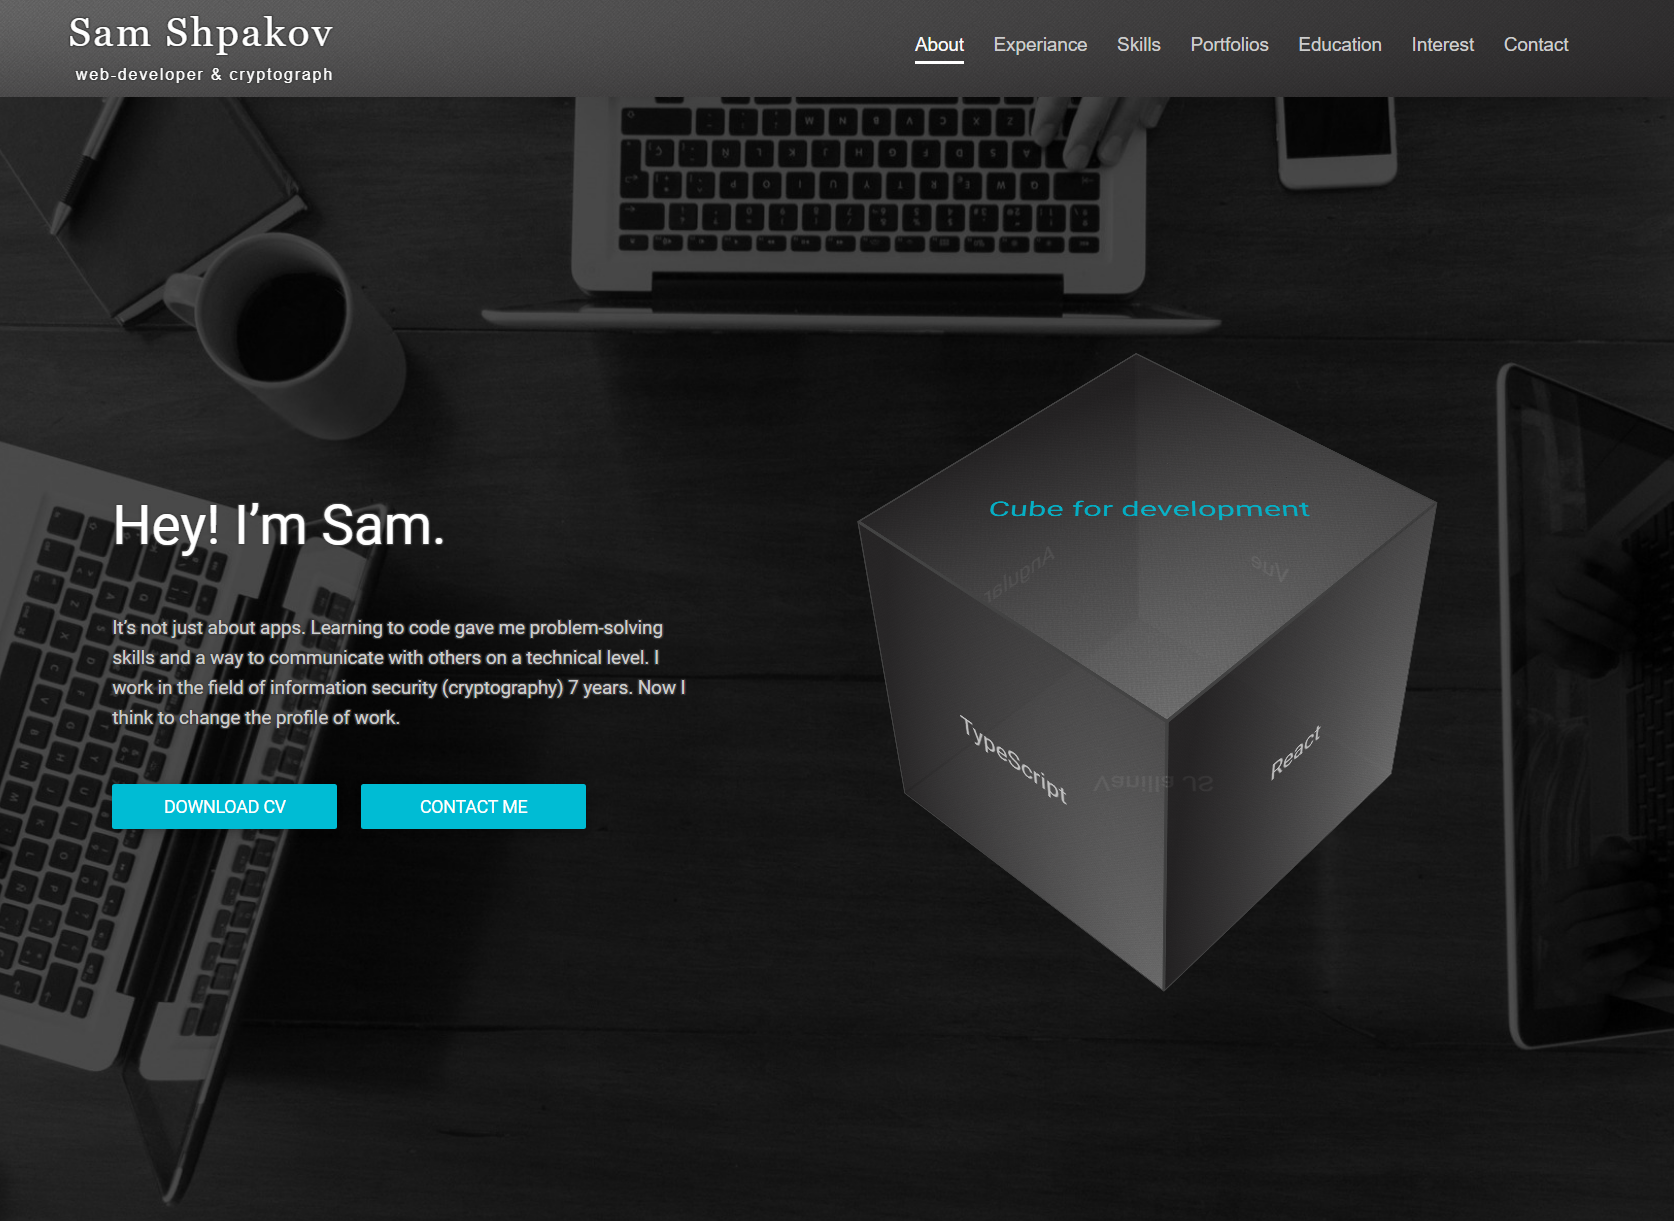 Sam Shpakov
web-developer & cryptograph
About
Experiance
Skills
Portfolios
Education
Interest
Contact
Hey! I’m Sam.
It’s not just about apps. Learning to code gave me problem-solving
skills and a way to communicate with others on a technical level. I
work in the field of information security (cryptography) 7 years. Now I
think to change the profile of work.
DOWNLOAD CV
CONTACT ME
Cube for development
Angular
Vue
TypeScript
Vanilla JS
React